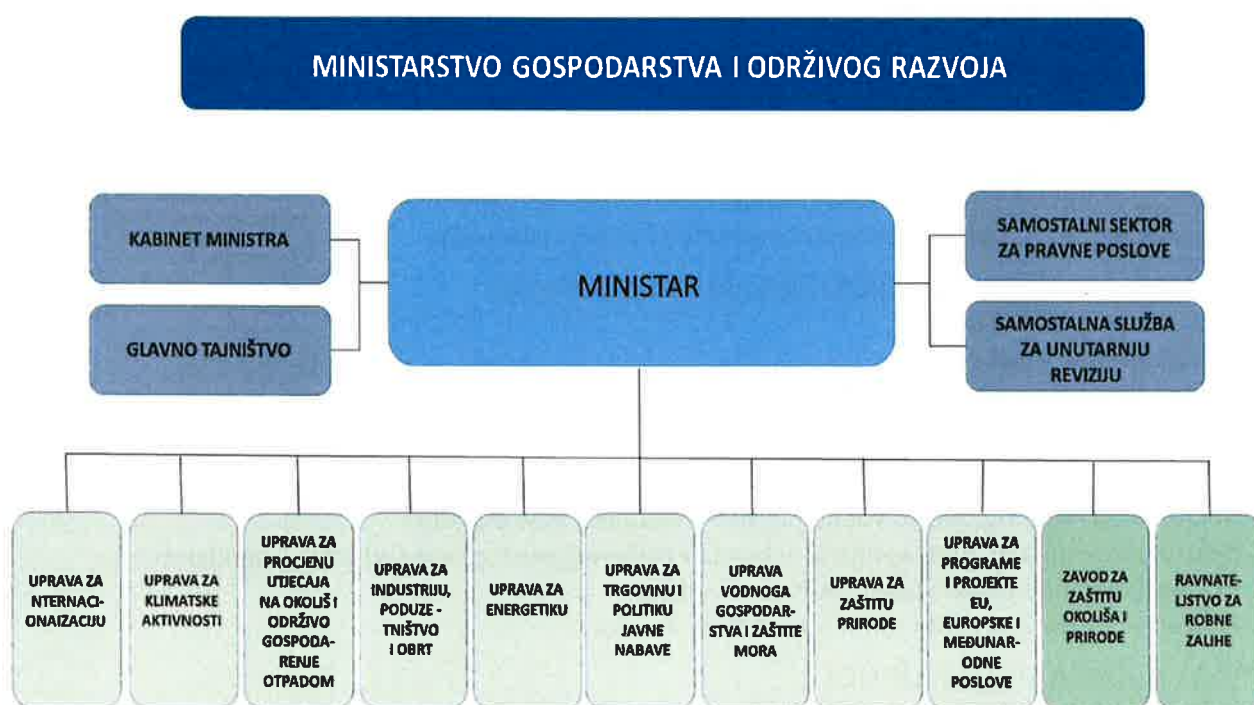 MINISTARSTVO GOSPODARSTVA I ODRŽIVOG RAZVOJA
KABINET MINISTRA
GLAVNO TAJNIŠTVO
MINISTAR
SAMOSTALNI SEKTOR
ZA PRAVNE POSLOVE
SAMOSTALNA SLUŽBA
ZA UNUTARNJU
REVIZIJU
UPRAVA ZA
NTERNACI-
ONAIZACIJU
UPRAVA ZA
KLIMATSKE
AKTIVNOSTI
UPRAVA ZA
PROCJENU
UTJECAJA
NA OKOLIŠ I
ODRŽIVO
GOSPODA-
RENJE
OTPADOM
UPRAVA ZA
INDUSTRIJU,
PODUZE -
TNIŠTVO
I OBRT
UPRAVA ZA
ENERGETIKU
UPRAVA ZA
TRGOVINU I
POLITIKU
JAVNE
NABAVE
UPRAVA
VODNOGA
GOSPODAR-
STVA I ZAŠTITE
MORA
UPRAVA ZA
ZAŠTITU
PRIRODE
UPRAVA ZA
PROGRAME
I PROJEKTE
EU,
EUROPSKE I
MEĐUNAR-
ODNE
POSLOVE
ZAVOD ZA
ZAŠTITU
OKOLIŠA I
PRIRODE
RAVNATE-
LJSTVO ZA
ROBNE
ZALIHE